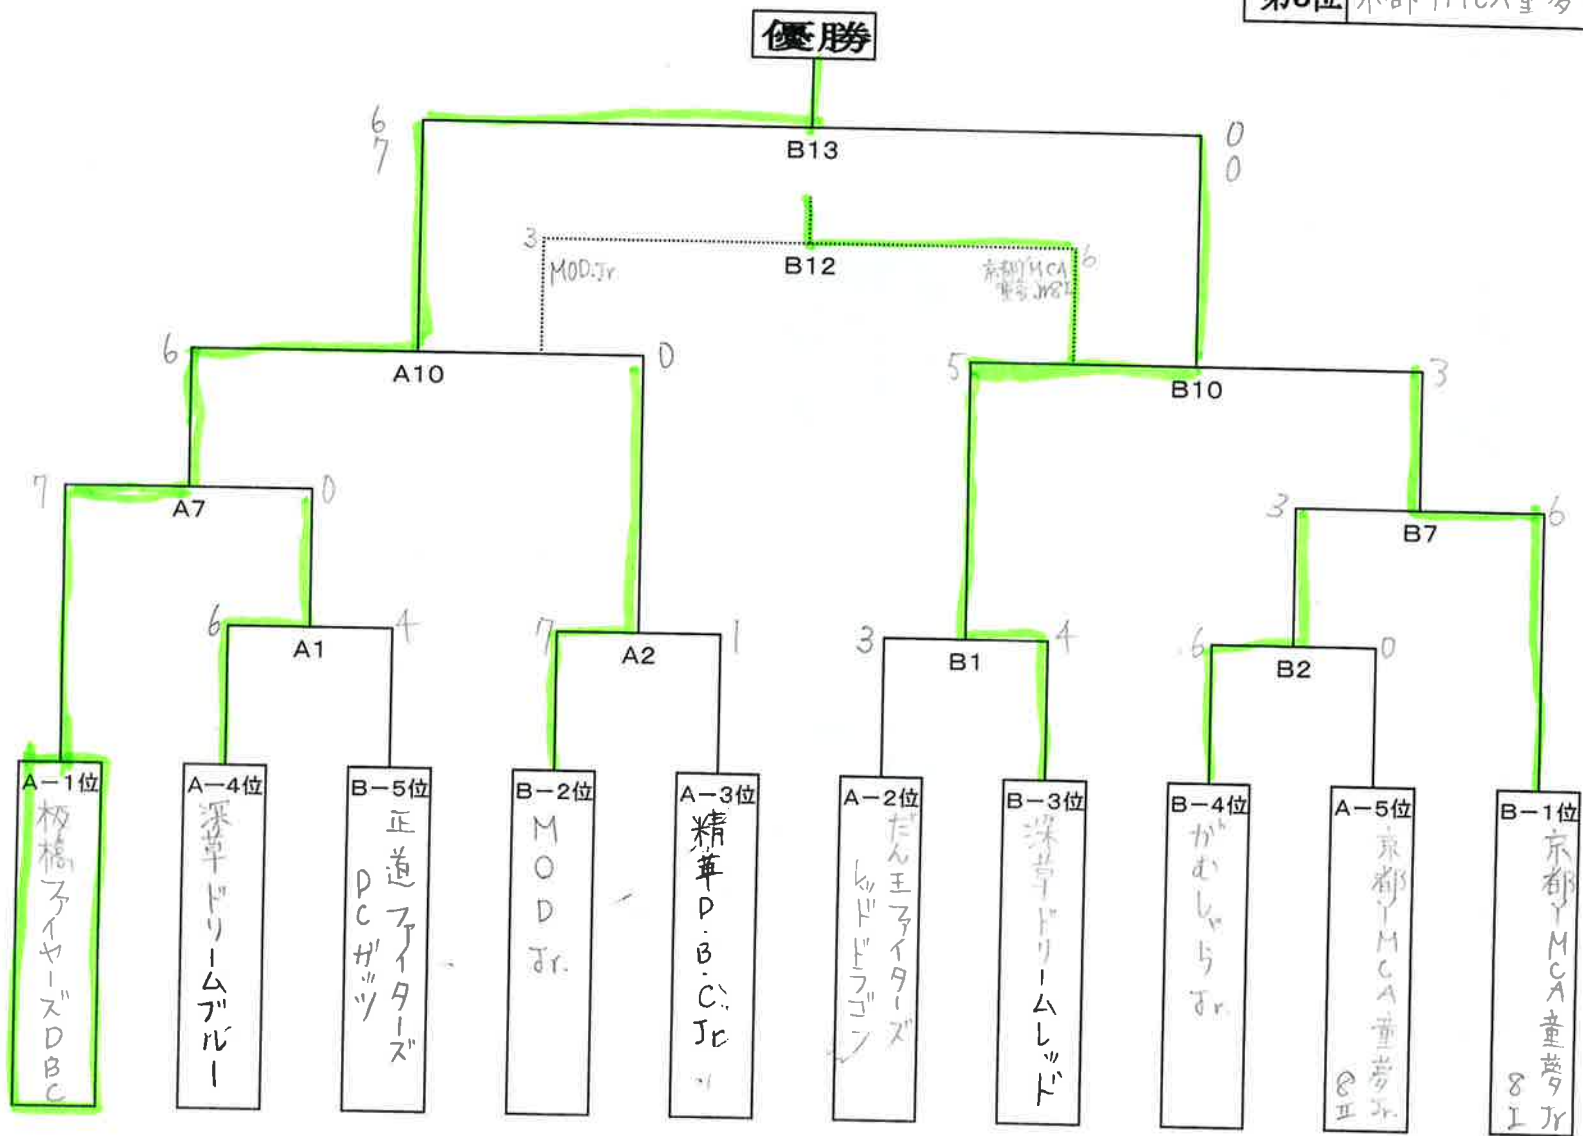 優勝
第3位
6
7
B13
0
0
3
MOD.Jr
B12
6
6
A10
0
5
B10
3
7
A7
0
3
B7
6
6
A1
4
7
A2
1
3
B1
4
6
B2
0
A-1位
板橋ファイヤーズDBC
A-4位
深草ドリームブルー
B-5位
正道ファイターズ
DCガッツ
B-2位
MOD Jr.
A-3位
精華D.B.C.Jr
A-2位
だん王ファイターズ
レッドドラゴン
B-3位
深草ドリームレッド
B-4位
がむしゃら Jr.
A-5位
京都YMCA童夢Jr.
8Ⅱ
B-1位
京都YMCA童夢Jr
8I